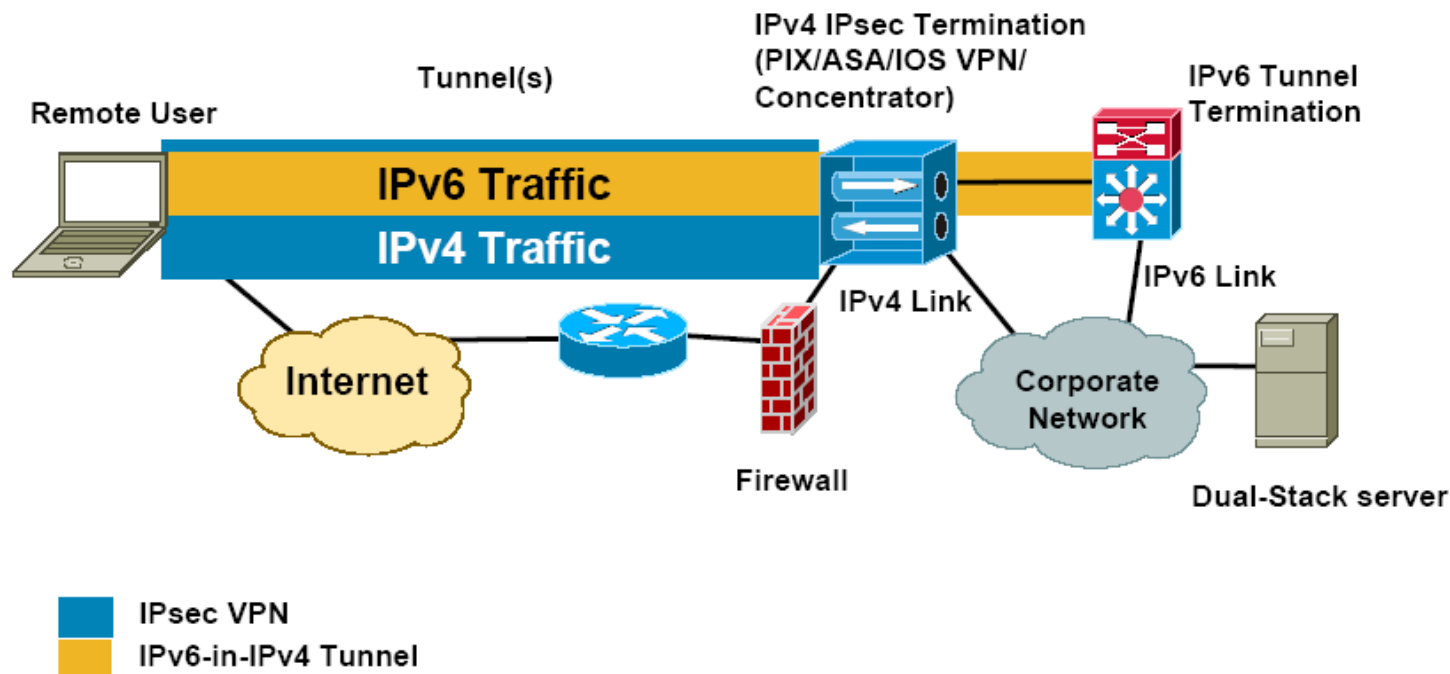 IPv4 IPsec Termination
(PIX/ASA/IOS VPN/
Concentrator)
Tunnel(s)
IPv6 Tunnel
Termination
Remote User
IPv6 Traffic
IPv4 Traffic
IPv4 Link
IPv6 Link
Internet
Corporate
Network
Firewall
Dual-Stack server
IPsec VPN
IPv6-in-IPv4 Tunnel